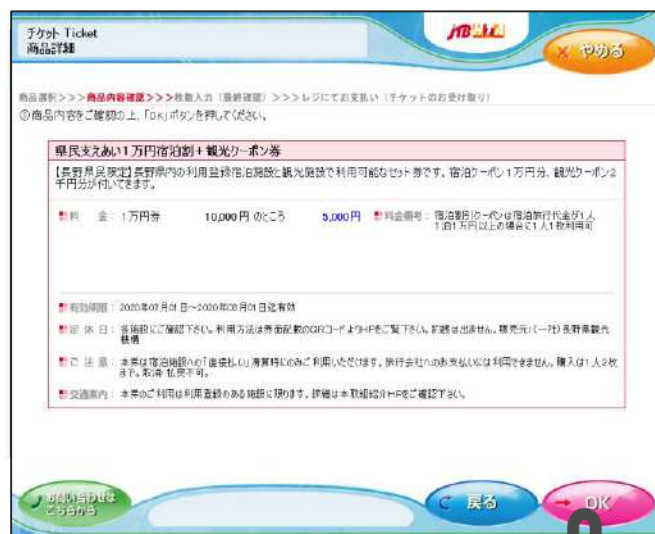 チケット Ticket
商品詳細
× やめる
商品選択>>>商品内容確認>>>枚数入力（最終確認）>>>レジにてお支払い（チケットのお受け取り）
①商品内容をご確認の上、「OK」ボタンを押してください。
県民支えあい1万円宿泊割+観光クーポン券
【長野県民限定】長野県内の利用登録宿泊施設と観光施設で利用可能なセット券です。宿泊クーポン1万円分、観光クーポン2
千円分が付いてきます。
料 金：1万円券 10,000円 のところ 5,000円 料金備考：宿泊割引クーポンは宿泊旅行代金が1人
1泊1万円以上の場合に1人1枚利用可
有効期限：2020年07月01日～2020年08月01日迄有効
定 休 日：各施設にご確認下さい。利用方法は券面記載のQRコードよりHPをご覧下さい。釣銭は出ません。販売元：（一社）長野県観光
機構
ご 注 意：本券は宿泊施設への「直接払い」清算時にのみご利用いただけます。旅行会社へのお支払いには利用できません。購入は1人2枚
まで。取消・払戻不可。
交通案内：本券のご利用は利用登録のある施設に限ります。詳細は本取組紹介HPをご確認下さい。
お問い合わせは
こちらから
戻る
→ OK